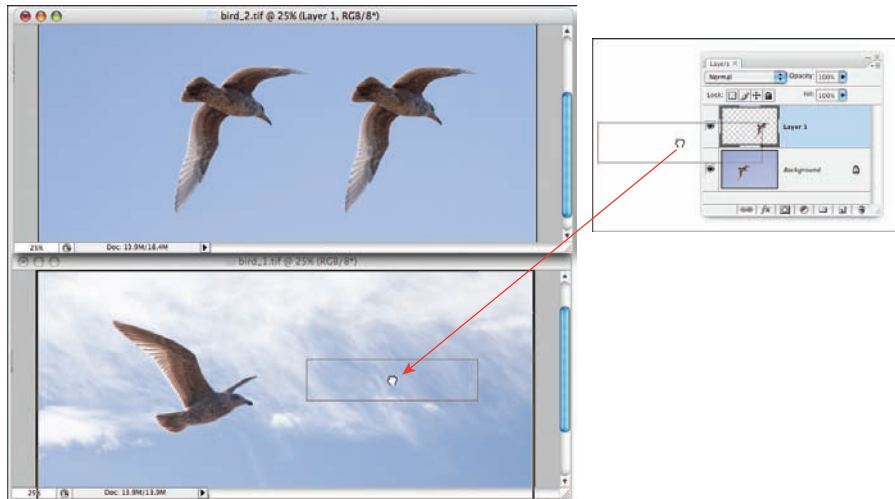 bird_2.tif @ 25% (Layer 1, RGB/8*)
25% Doc: 13.9M/18.4M
bird_1.tif @ 25% (RGB/8*)
25% Doc: 13.9M/13.9M
Layers ×
Normal Opacity: 100%
Lock: Fill: 100%
Layer 1
Background
fx